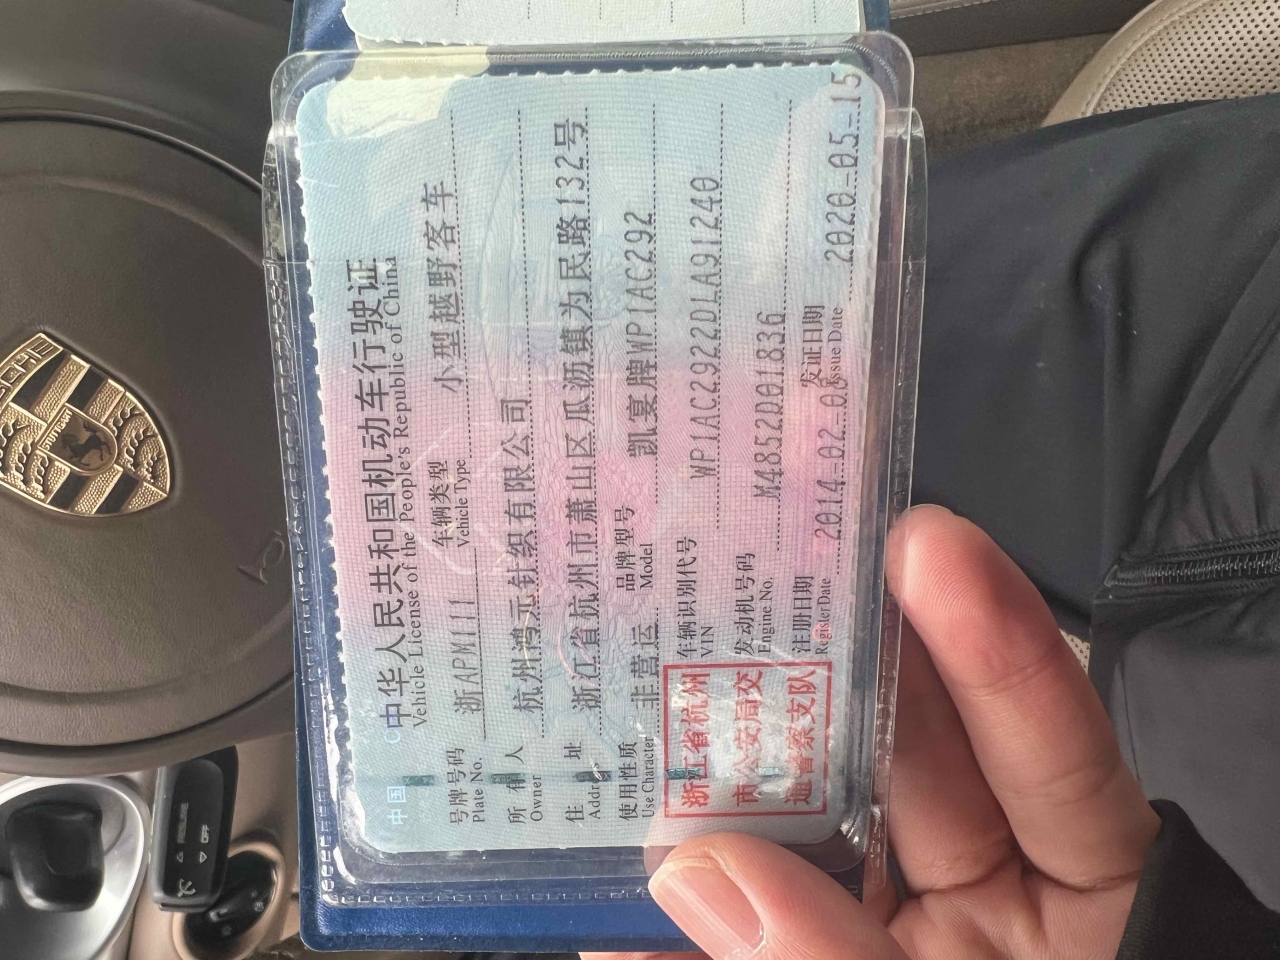 中国 中华人民共和国机动车行驶证
Vehicle License of the People's Republic of China
号牌号码 浙APM111 车辆类型 小型越野客车
Plate No. Vehicle Type
所有人 杭州鸿元针织有限公司
Owner
住址 浙江省杭州市萧山区瓜沥镇为民路132号
Address
使用性质 非营运 品牌型号 凯宴牌WP1AC292
Use Character Model
车辆识别代号 WP1AC2922DLA91240
VIN
发动机号码 M4852D01836
Engine No.
注册日期 2014-02-08 发证日期 2020-05-15
Register Date Issue Date
浙江省杭州
市公安局交
通警察支队
PORSCHE
STUTTGART
OFF